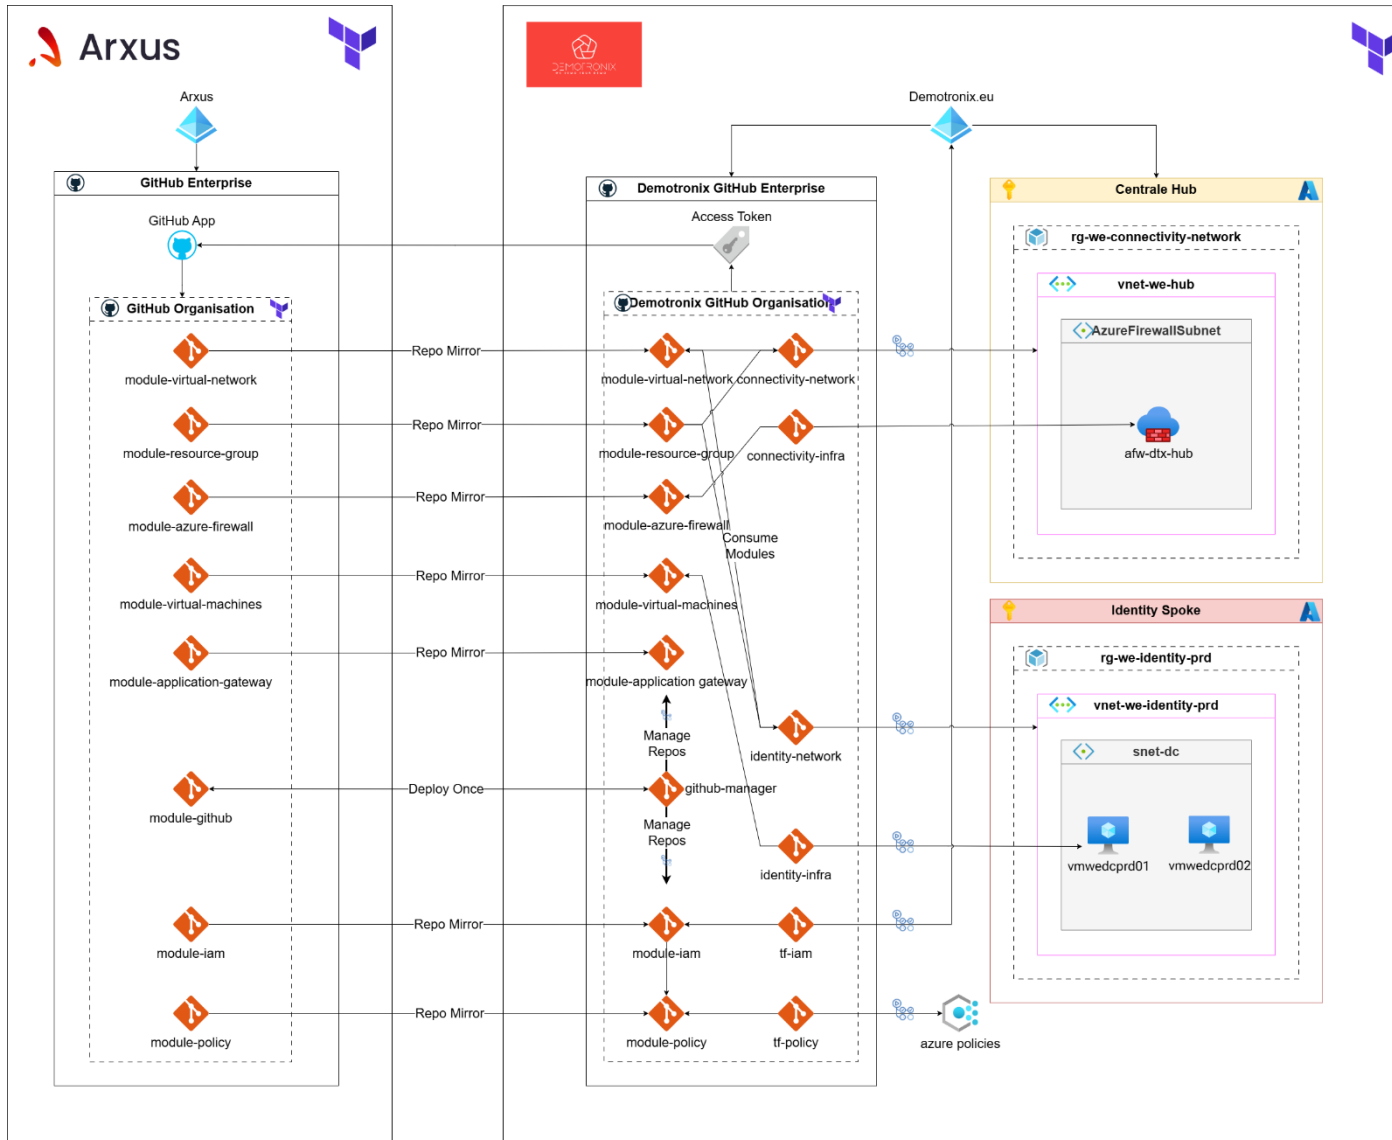 Arxus
DEMOTRONIX
Arxus
Demotronix.eu
GitHub Enterprise
Demotronix GitHub Enterprise
Centrale Hub
GitHub App
Access Token
rg-we-connectivity-network
vnet-we-hub
GitHub Organisation
Demotronix GitHub Organisation
AzureFirewallSubnet
Repo Mirror
module-virtual-network
module-virtual-network
connectivity-network
Repo Mirror
module-resource-group
module-resource-group
connectivity-infra
afw-dtx-hub
Repo Mirror
module-azure-firewall
module-azure-firewall
Consume
Modules
Repo Mirror
module-virtual-machines
module-virtual-machines
Identity Spoke
Repo Mirror
rg-we-identity-prd
module-application-gateway
module-application gateway
vnet-we-identity-prd
Manage
Repos
identity-network
snet-dc
Deploy Once
github-manager
module-github
Manage
Repos
identity-infra
vmwedcprd01
vmwedcprd02
Repo Mirror
module-iam
module-iam
tf-iam
Repo Mirror
module-policy
module-policy
tf-policy
azure policies